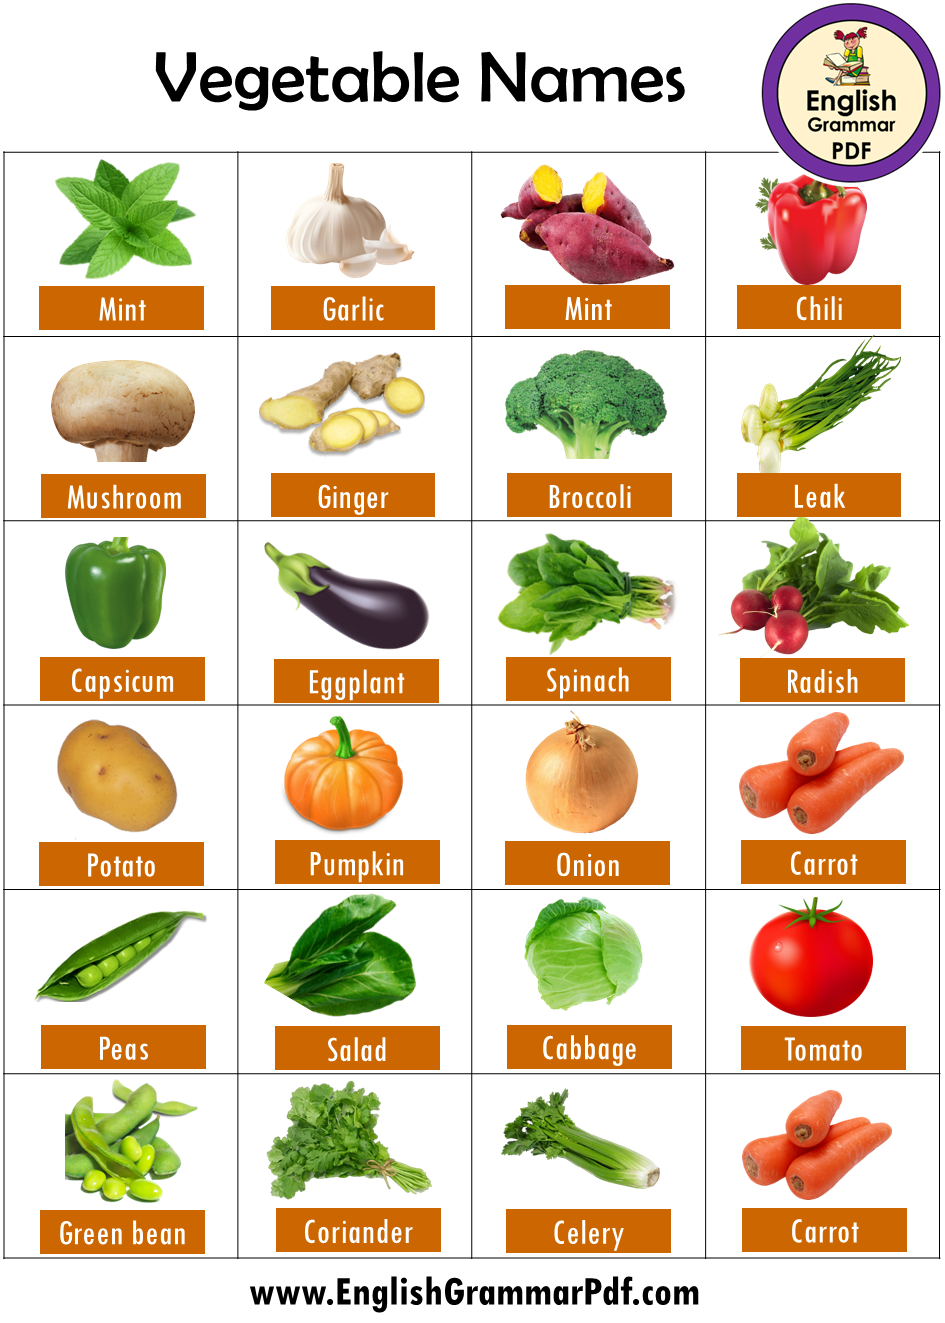 Vegetable Names
English
Grammar
PDF
Mint
Garlic
Mint
Chili
Mushroom
Ginger
Broccoli
Leak
Capsicum
Eggplant
Spinach
Radish
Potato
Pumpkin
Onion
Carrot
Peas
Salad
Cabbage
Tomato
Green bean
Coriander
Celery
Carrot
www.EnglishGrammarPdf.com